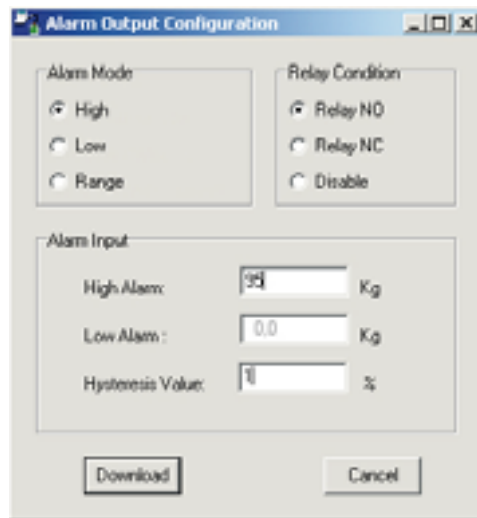 Alarm Output Configuration
Alarm Mode
High
Low
Range
Relay Condition
Relay NO
Relay NC
Disable
Alarm Input
High Alarm: 95 Kg
Low Alarm : 0,0 Kg
Hysteresis Value: 1 %
Download Cancel